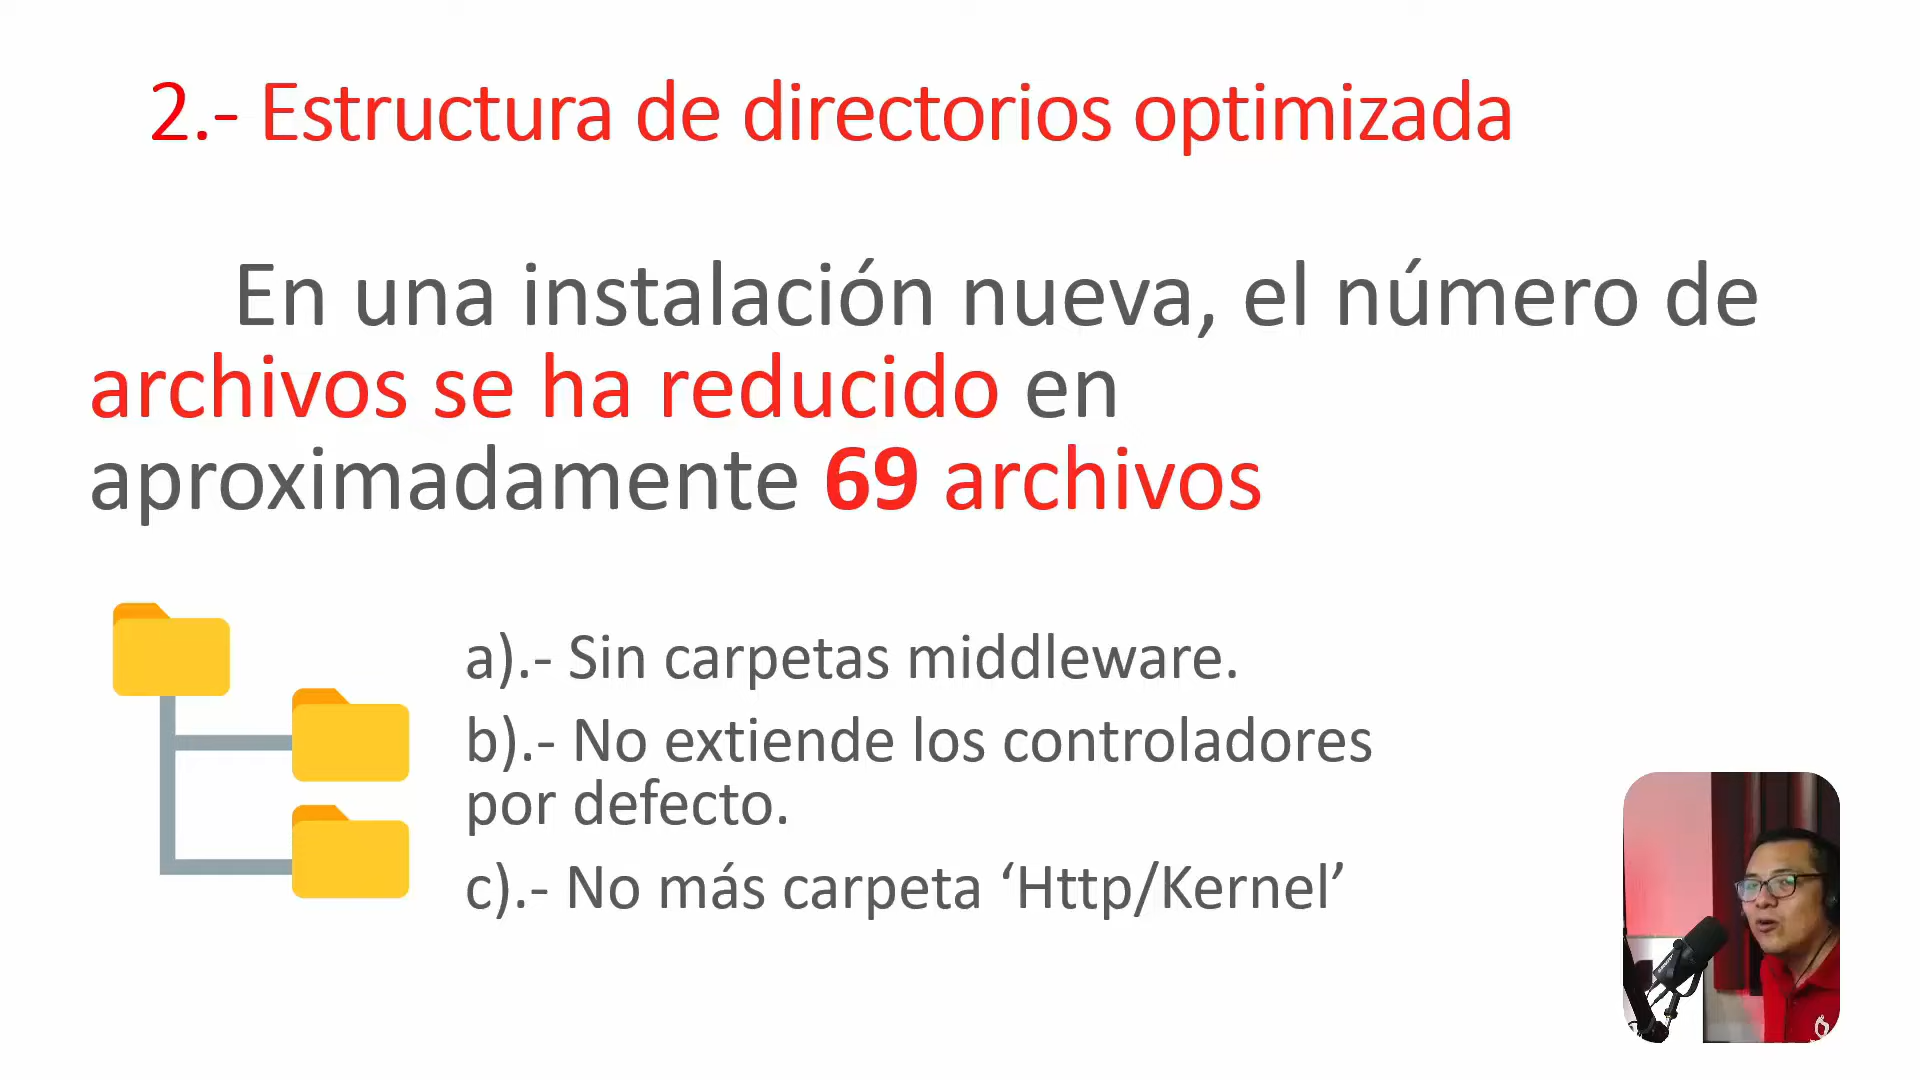 2.- Estructura de directorios optimizada
En una instalación nueva, el número de
archivos se ha reducido en
aproximadamente 69 archivos
a).- Sin carpetas middleware.
b).- No extiende los controladores
por defecto.
c).- No más carpeta ‘Http/Kernel’